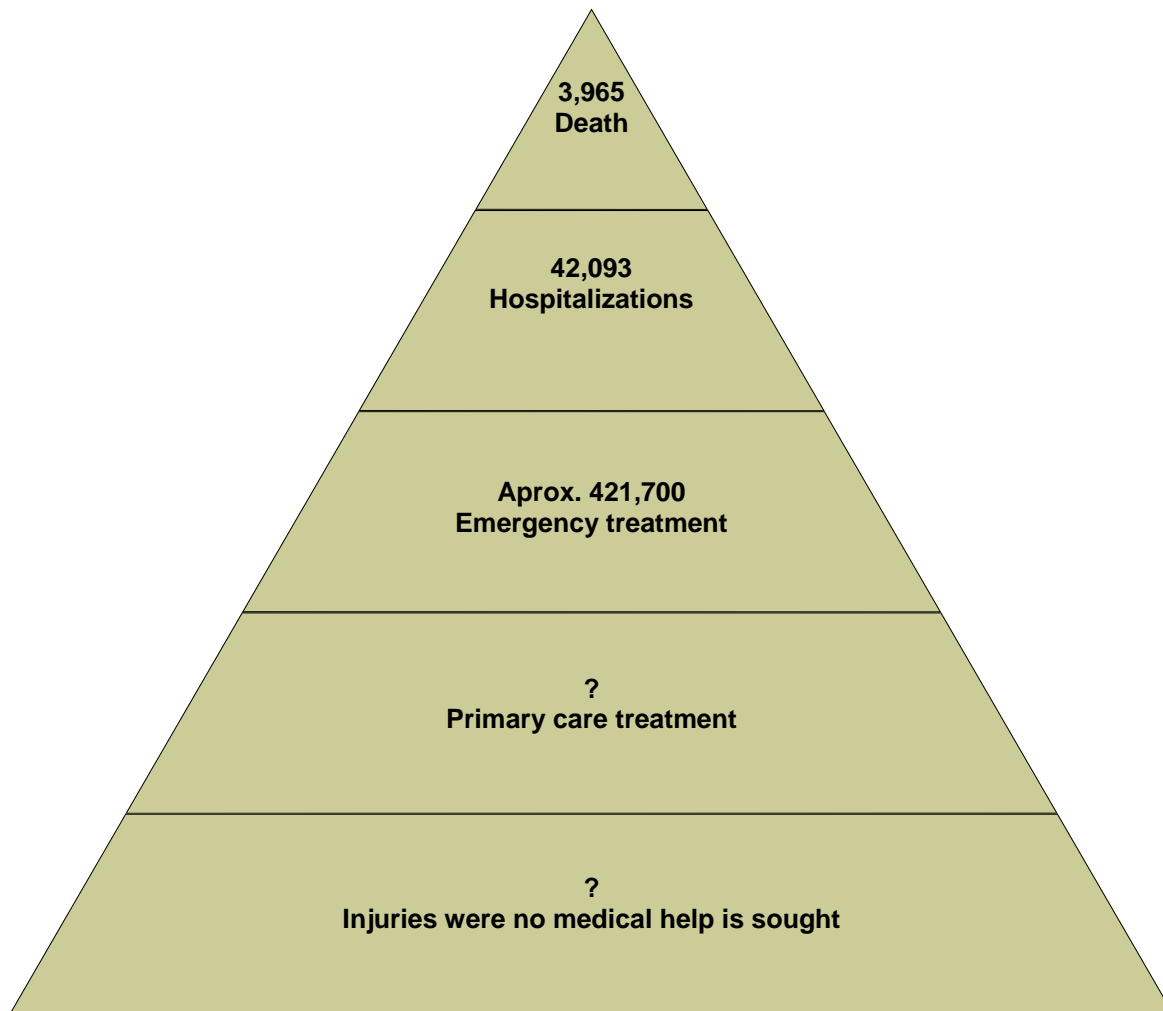 3,965
Death
42,093
Hospitalizations
Aprox. 421,700
Emergency treatment
?
Primary care treatment
?
Injuries were no medical help is sought